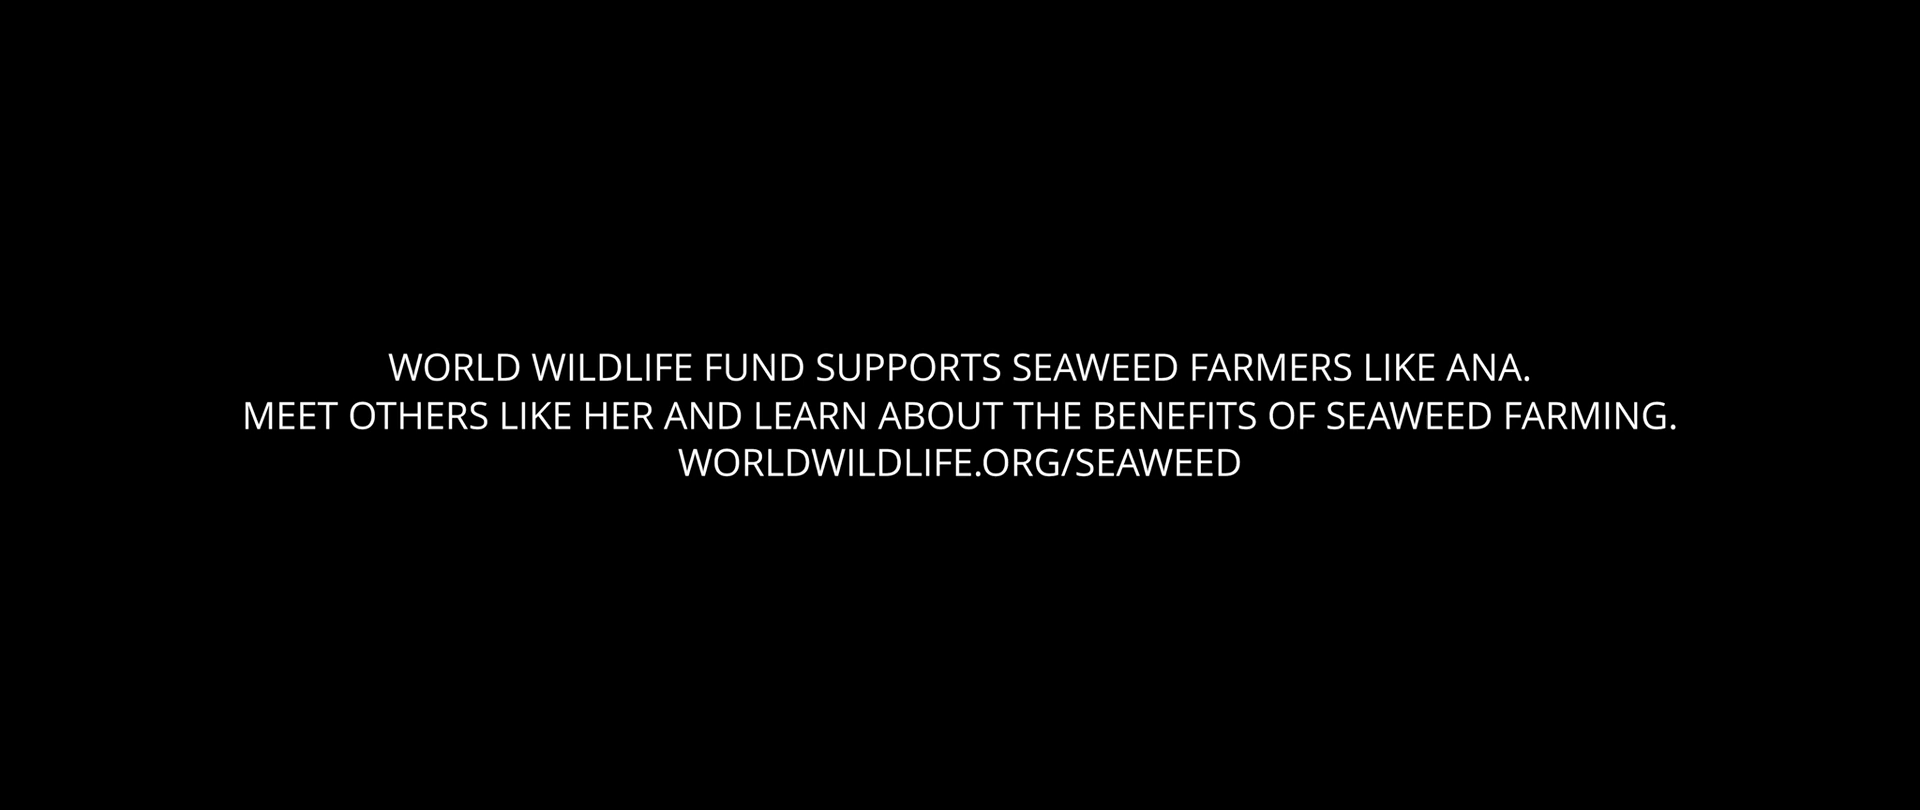 WORLD WILDLIFE FUND SUPPORTS SEAWEED FARMERS LIKE ANA.
MEET OTHERS LIKE HER AND LEARN ABOUT THE BENEFITS OF SEAWEED FARMING.
WORLDWILDLIFE.ORG/SEAWEED